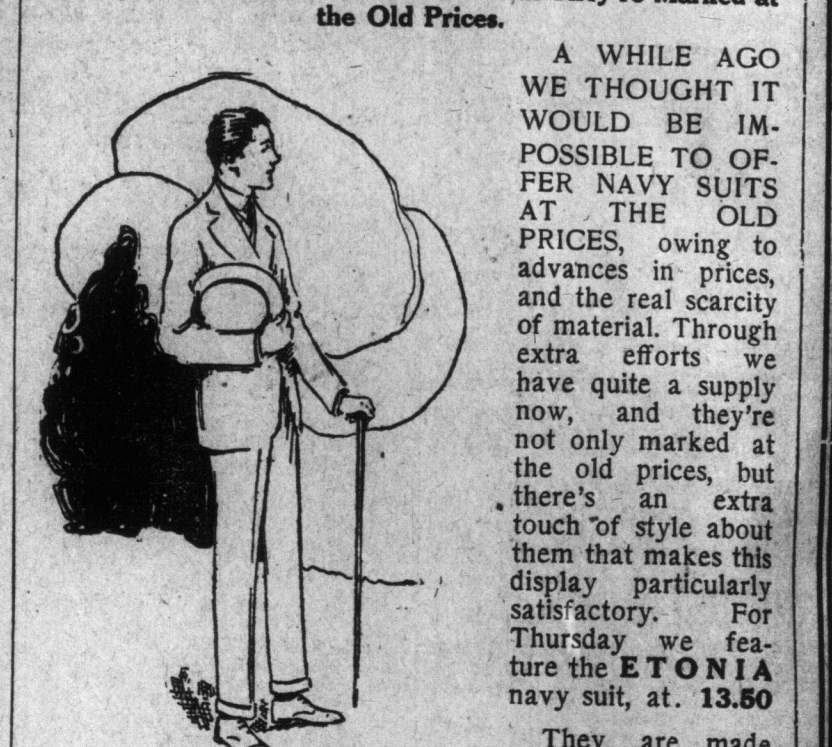 Marked at
the Old Prices.
A WHILE AGO
WE THOUGHT IT
WOULD BE IM-
POSSIBLE TO OF-
FER NAVY SUITS
AT THE OLD
PRICES, owing to
advances in prices,
and the real scarcity
of material. Through
extra efforts we
have quite a supply
now, and they're
not only marked at
the old prices, but
there's an extra
touch of style about
them that makes this
display particularly
satisfactory. For
Thursday we fea-
ture the ETONIA
navy suit, at. 13.50
They are made